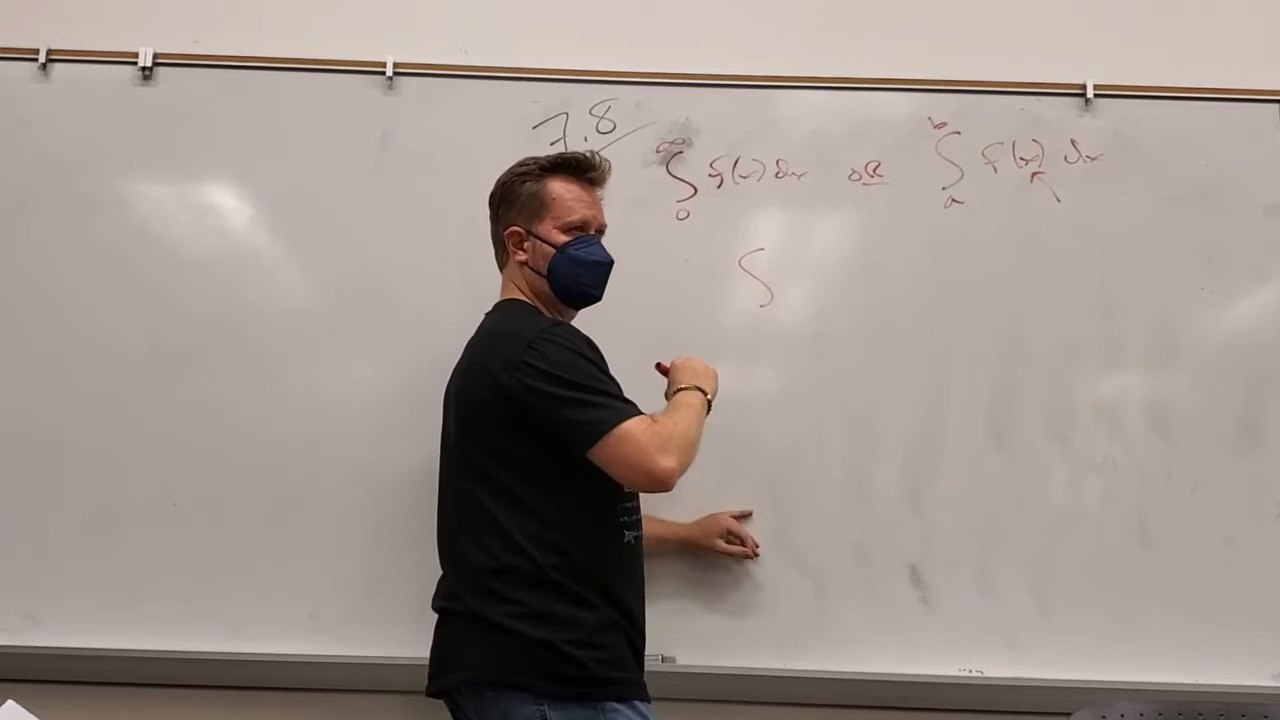 7.8
∫₀^∞ f(x) dx OR ∫ₐᵇ f(x) dx
∫